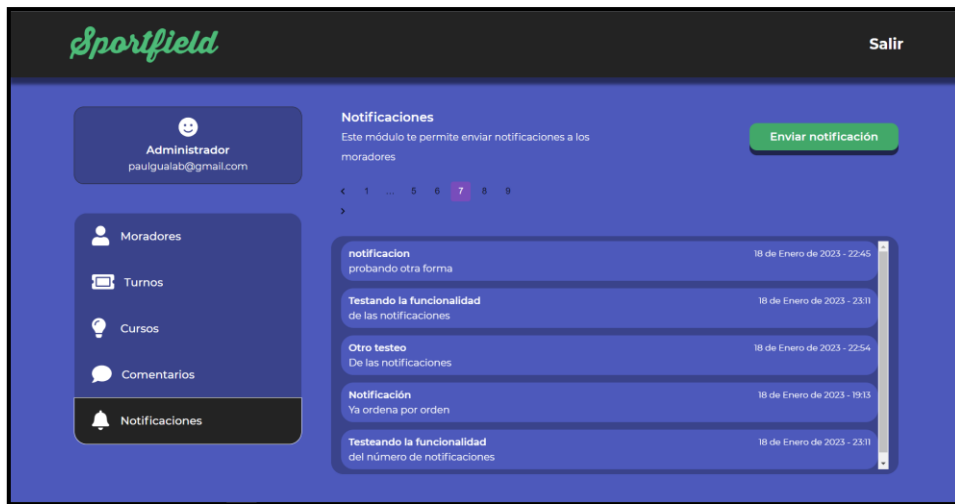 Sportfield
Salir
Administrador
paulgualab@gmail.com
Moradores
Turnos
Cursos
Comentarios
Notificaciones
Notificaciones
Este módulo te permite enviar notificaciones a los
moradores
Enviar notificación
< 1 ... 5 6 7 8 9
>
notificacion
18 de Enero de 2023 - 22:45
probando otra forma
Testando la funcionalidad
18 de Enero de 2023 - 23:11
de las notificaciones
Otro testeo
18 de Enero de 2023 - 22:54
De las notificaciones
Notificación
18 de Enero de 2023 - 19:13
Ya ordena por orden
Testeando la funcionalidad
18 de Enero de 2023 - 23:11
del número de notificaciones